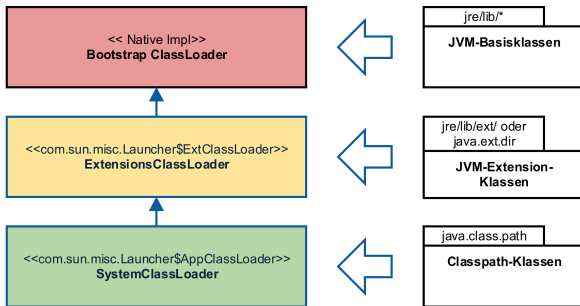 << Native Impl>>
Bootstrap ClassLoader
jre/lib/*
JVM-Basisklassen
<<com.sun.misc.Launcher$ExtClassLoader>>
ExtensionsClassLoader
jre/lib/ext/ oder
java.ext.dir
JVM-Extension-
Klassen
<<com.sun.misc.Launcher$AppClassLoader>>
SystemClassLoader
java.class.path
Classpath-Klassen